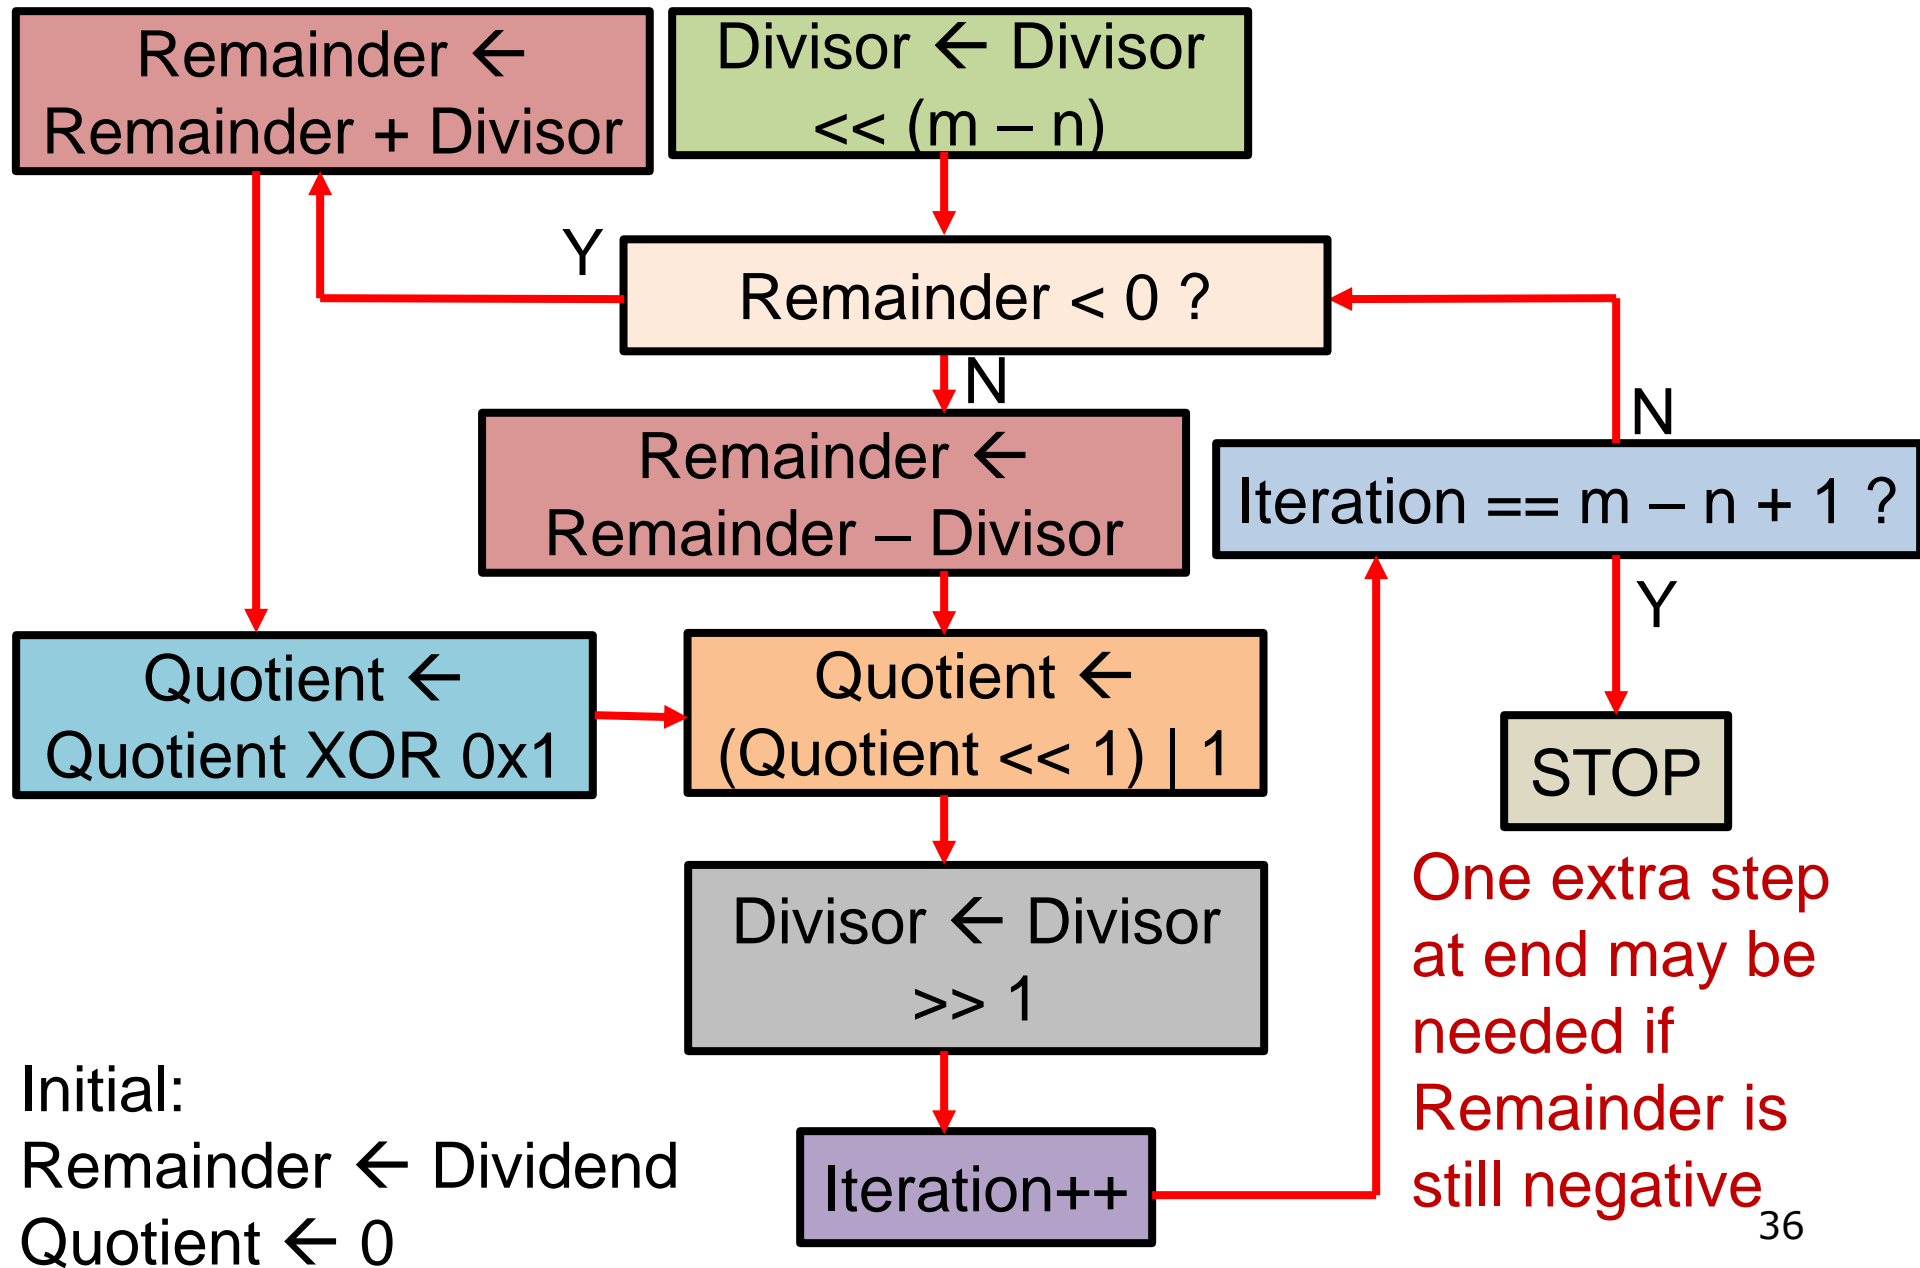 Remainder ←
Remainder + Divisor
Divisor ← Divisor
<< (m – n)
Y
Remainder < 0 ?
N
Remainder ←
Remainder – Divisor
N
Iteration == m – n + 1 ?
Y
Quotient ←
Quotient XOR 0x1
Quotient ←
(Quotient << 1) | 1
STOP
Divisor ← Divisor
>> 1
One extra step
at end may be
needed if
Remainder is
still negative
Iteration++
Initial:
Remainder ← Dividend
Quotient ← 0
36